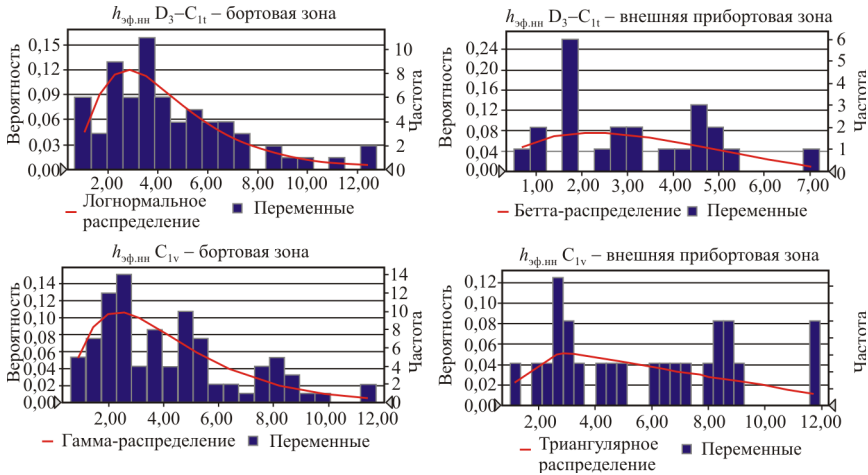 h эф.нн D3–C1t – бортовая зона
Вероятность
0,15
0,12
0,09
0,06
0,03
0,00
10
8
6
4
2
0
Частота
2,00 4,00 6,00 8,00 10,00 12,00
Логнормальное
распределение
Переменные
h эф.нн D3–C1t – внешняя прибортовая зона
Вероятность
0,24
0,20
0,16
0,12
0,08
0,04
0,00
6
5
4
3
2
1
0
Частота
1,00 2,00 3,00 4,00 5,00 6,00 7,00
Бетта-распределение Переменные
h эф.нн C1v – бортовая зона
Вероятность
0,14
0,12
0,10
0,08
0,06
0,04
0,02
0,00
14
12
10
8
6
4
2
0
Частота
2,00 4,00 6,00 8,00 10,00 12,00
Гамма-распределение Переменные
h эф.нн C1v – внешняя прибортовая зона
Вероятность
0,12
0,10
0,08
0,06
0,04
0,02
0,00
Частота
2,00 4,00 6,00 8,00 10,00 12,00
Триангулярное
распределение
Переменные